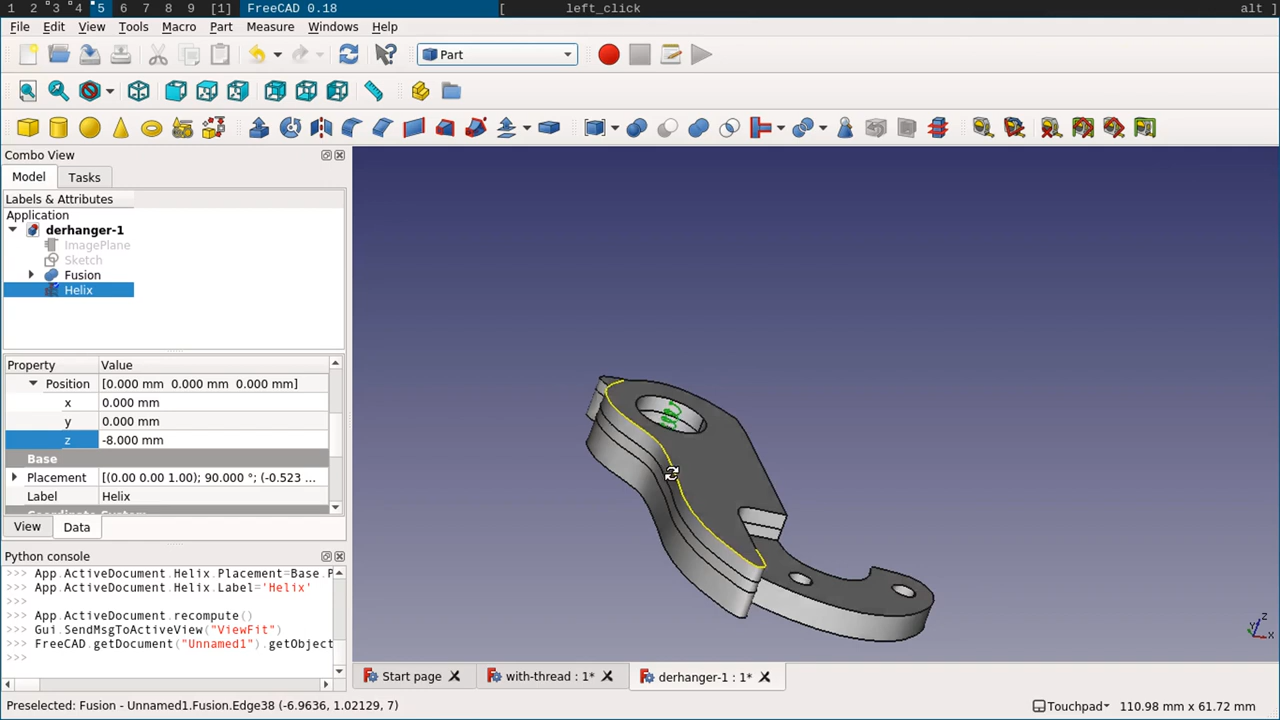 1 2 3 4 5 6 7 8 9 [1] FreeCAD 0.18 [ left_click alt ]
File Edit View Tools Macro Part Measure Windows Help
Part
Combo View
Model Tasks
Labels & Attributes
Application
derhanger-1
ImagePlane
Sketch
Fusion
Helix
Property Value
Position [0.000 mm 0.000 mm 0.000 mm]
x 0.000 mm
y 0.000 mm
z -8.000 mm
Base
Placement [(0.00 0.00 1.00); 90.000 °; (-0.523 ...
Label Helix
View Data
Python console
>>> App.ActiveDocument.Helix.Placement=Base.P
>>> App.ActiveDocument.Helix.Label='Helix'
>>>
>>> App.ActiveDocument.recompute()
>>> Gui.SendMsgToActiveView("ViewFit")
>>> FreeCAD.getDocument("Unnamed1").getObject
>>>
Z
Y
X
Start page with-thread : 1* derhanger-1 : 1*
Preselected: Fusion - Unnamed1.Fusion.Edge38 (-6.9636, 1.02129, 7) Touchpad 110.98 mm x 61.72 mm